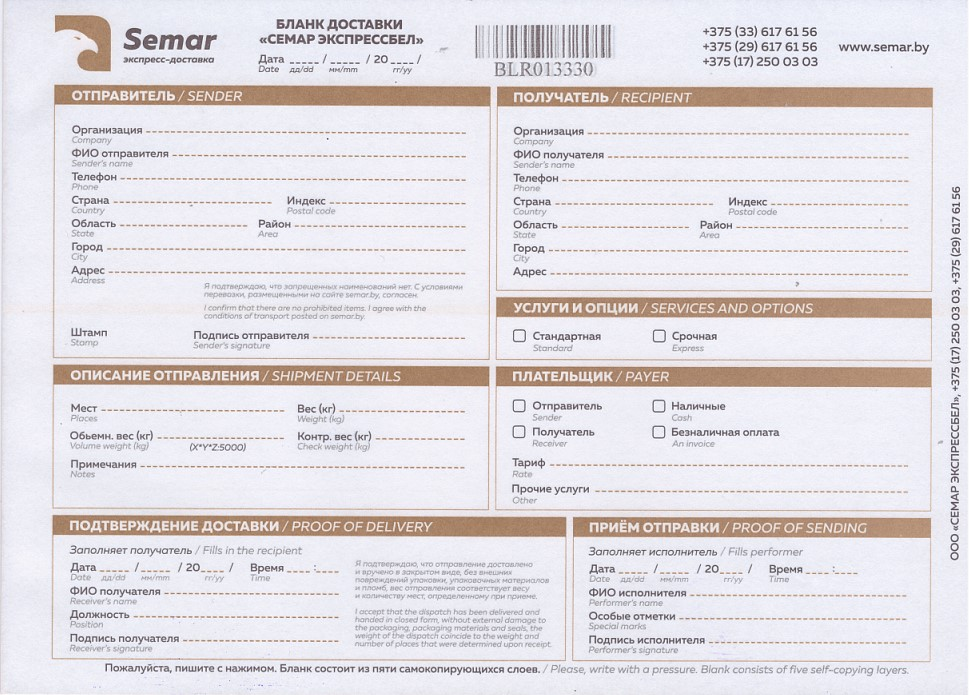 Semar
экспресс-доставка
БЛАНК ДОСТАВКИ
«СЕМАР ЭКСПРЕССБЕЛ»
Дата _____ / _____ / 20 ____ /
Date дд/dd мм/mm гг/yy
BLR013330
+375 (33) 617 61 56
+375 (29) 617 61 56
+375 (17) 250 03 03
www.semar.by
ОТПРАВИТЕЛЬ / SENDER
Организация
Company
ФИО отправителя
Sender's name
Телефон
Phone
Страна Индекс
Country Postal code
Область Район
State Area
Город
City
Адрес
Address
Я подтверждаю, что запрещенных наименований нет. С условиями
перевозки, размещенными на сайте semar.by, согласен.
I confirm that there are no prohibited items. I agree with the
conditions of transport posted on semar.by.
Штамп Подпись отправителя
Stamp Sender's signature
ПОЛУЧАТЕЛЬ / RECIPIENT
Организация
Company
ФИО получателя
Sender's name
Телефон
Phone
Страна Индекс
Country Postal code
Область Район
State Area
Город
City
Адрес
УСЛУГИ И ОПЦИИ / SERVICES AND OPTIONS
Стандартная Срочная
Standard Express
ОПИСАНИЕ ОТПРАВЛЕНИЯ / SHIPMENT DETAILS
Мест Вес (кг)
Places Weight (kg)
Обьемн. вес (кг) (X*Y*Z:5000) Контр. вес (кг)
Volume weight (kg) Check weight (kg)
Примечания
Notes
ПЛАТЕЛЬЩИК / PAYER
Отправитель Наличные
Sender Cash
Получатель Безналичная оплата
Receiver An invoice
Тариф
Rate
Прочие услуги
Other
ПОДТВЕРЖДЕНИЕ ДОСТАВКИ / PROOF OF DELIVERY
Заполняет получатель / Fills in the recipient
Дата _____ / _____ / 20 ____ / Время ____ :____
Date дд/dd мм/mm гг/yy Time
ФИО получателя
Receiver's name
Должность
Position
Подпись получателя
Receiver's signature
Я подтверждаю, что отправление доставлено
и вручено в закрытом виде, без внешних
повреждений упаковки, упаковочных материалов
и пломб, вес отправления соответствует весу
и количеству мест, определенному при приеме.
I accept that the dispatch has been delivered and
handed in closed form, without external damage to
the packaging, packaging materials and seals, the
weight of the dispatch coincide to the weight and
number of places that were determined upon receipt.
ПРИЁМ ОТПРАВКИ / PROOF OF SENDING
Заполняет исполнитель / Fills performer
Дата _____ / _____ / 20 ____ / Время ____ :____
Date дд/dd мм/mm гг/yy Time
ФИО исполнителя
Performer's name
Особые отметки
Special marks
Подпись исполнителя
Performer's signature
Пожалуйста, пишите с нажимом. Бланк состоит из пяти самокопирующихся слоев. / Please, write with a pressure. Blank consists of five self-copying layers.
ООО «СЕМАР ЭКСПРЕССБЕЛ», +375 (17) 250 03 03, +375 (29) 617 61 56